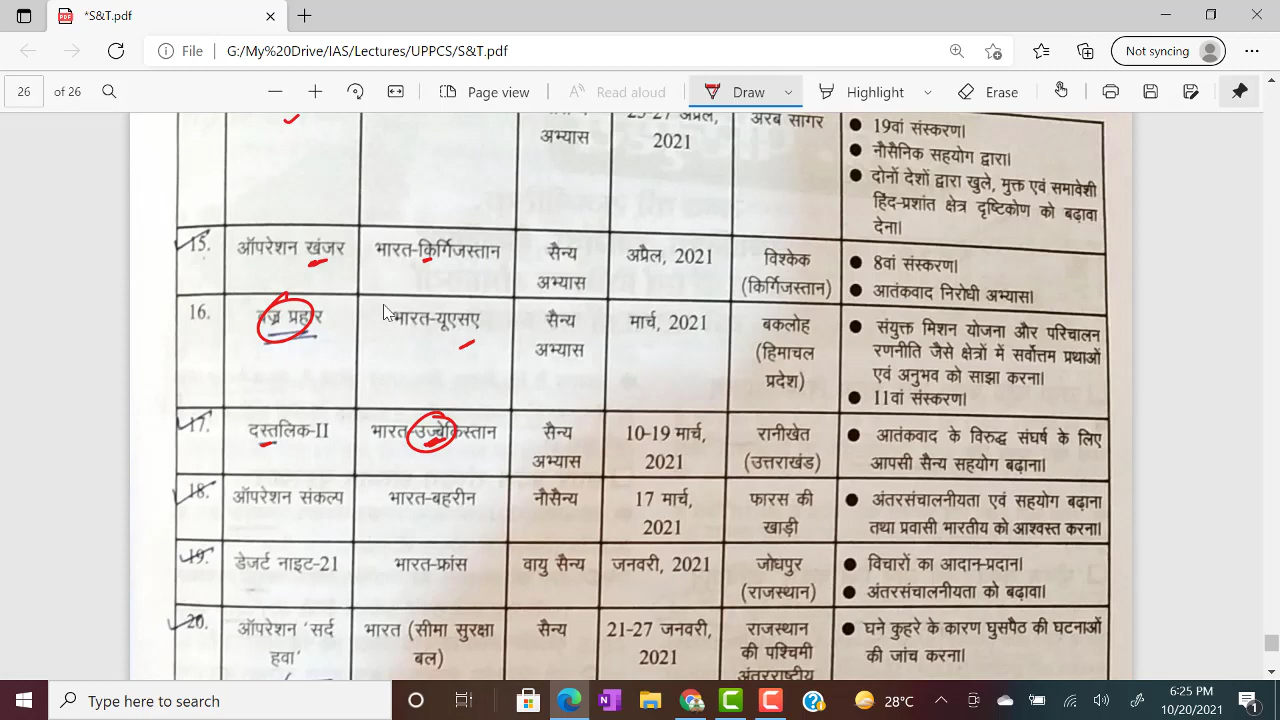 *S&T.pdf
File
G:/My%20Drive/IAS/Lectures/UPPCS/S&T.pdf
Not syncing
26 of 26
Page view
Read aloud
Draw
Highlight
Erase
अभ्यास
2021
अरब सागर
19वां संस्करण।
नौसैनिक सहयोग द्वारा।
दोनों देशों द्वारा खुले, मुक्त एवं समावेशी
हिंद-प्रशांत क्षेत्र दृष्टिकोण को बढ़ावा
देना।
15.
ऑपरेशन खंजर
भारत-किर्गिजस्तान
सैन्य
अभ्यास
अप्रैल, 2021
विश्केक
(किर्गिजस्तान)
8वां संस्करण।
आतंकवाद निरोधी अभ्यास।
16.
वज्र प्रहार
भारत-यूएसए
सैन्य
अभ्यास
मार्च, 2021
बकलोह
(हिमाचल
प्रदेश)
संयुक्त मिशन योजना और परिचालन
रणनीति जैसे क्षेत्रों में सर्वोत्तम प्रथाओं
एवं अनुभव को साझा करना।
11वां संस्करण।
17.
दस्तलिक-II
भारत-उज्बेकिस्तान
सैन्य
अभ्यास
10-19 मार्च,
2021
रानीखेत
(उत्तराखंड)
आतंकवाद के विरुद्ध संघर्ष के लिए
आपसी सैन्य सहयोग बढ़ाना।
18.
ऑपरेशन संकल्प
भारत-बहरीन
नौसैन्य
17 मार्च,
2021
फारस की
खाड़ी
अंतरसंचालनीयता एवं सहयोग बढ़ाना
तथा प्रवासी भारतीय को आश्वस्त करना।
19.
डेजर्ट नाइट-21
भारत-फ्रांस
वायु सैन्य
जनवरी, 2021
जोधपुर
(राजस्थान)
विचारों का आदान-प्रदान।
अंतरसंचालनीयता को बढ़ावा।
20.
ऑपरेशन 'सर्द
हवा'
भारत (सीमा सुरक्षा
बल)
सैन्य
21-27 जनवरी,
2021
राजस्थान
की पश्चिमी
अंतरराष्ट्रीय
घने कुहरे के कारण घुसपैठ की घटनाओं
की जांच करना।
Type here to search
28°C
6:25 PM
10/20/2021